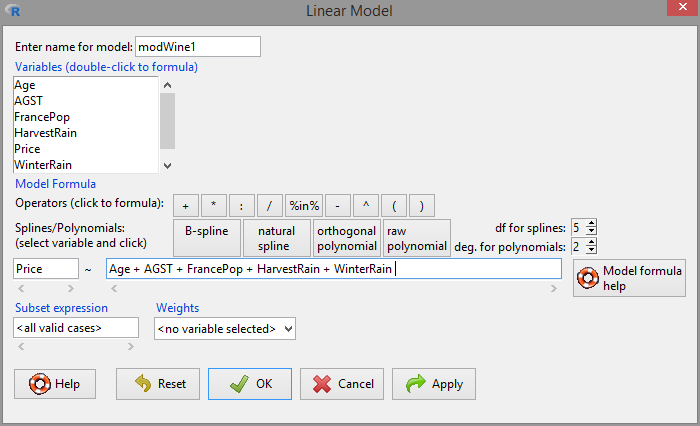 Linear Model
Enter name for model: modWine1
Variables (double-click to formula)
Age
AGST
FrancePop
HarvestRain
Price
WinterRain
Model Formula
Operators (click to formula): + * : / %in% - ^ ( )
Splines/Polynomials:
(select variable and click)
B-spline
natural
spline
orthogonal
polynomial
raw
polynomial
df for splines: 5
deg. for polynomials: 2
Price ~ Age + AGST + FrancePop + HarvestRain + WinterRain
Model formula
help
Subset expression
<all valid cases>
Weights
<no variable selected>
Help Reset OK Cancel Apply